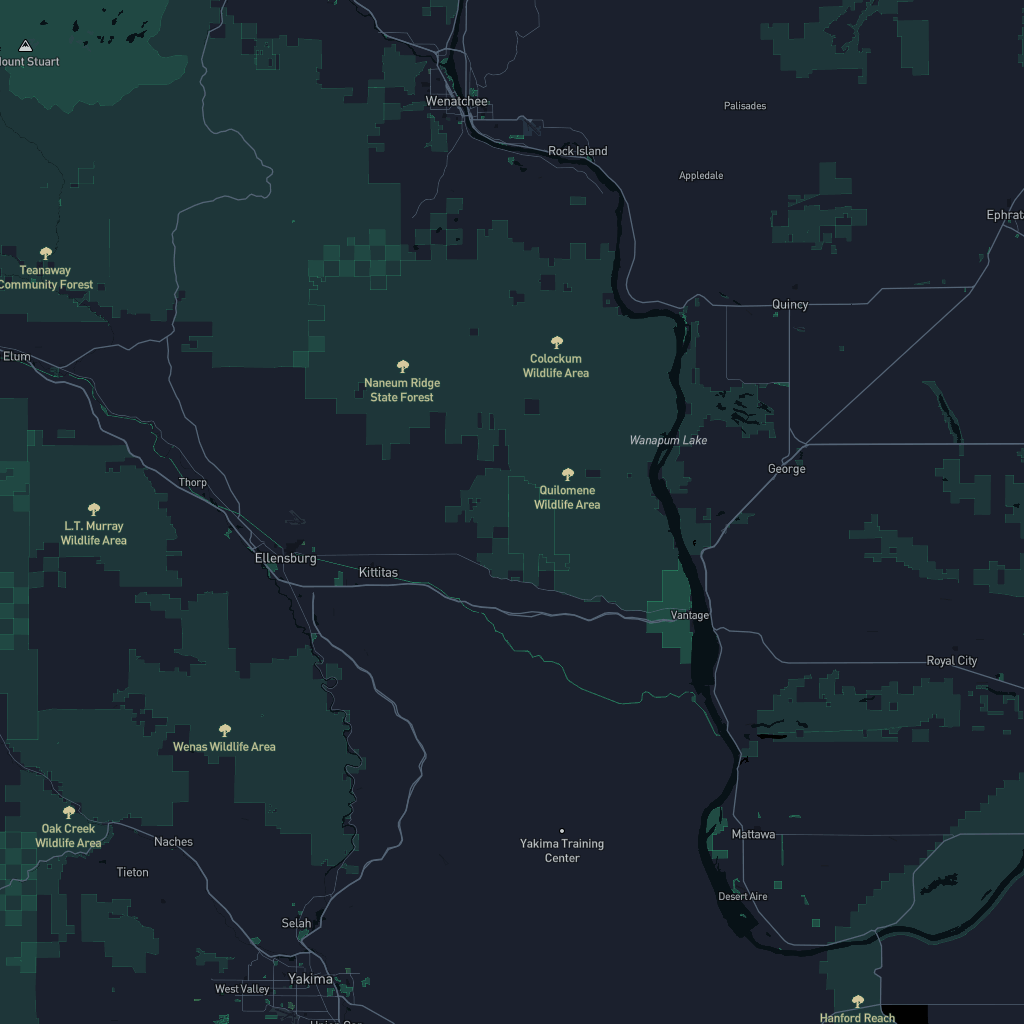 Mount Stuart
Wenatchee
Palisades
Rock Island
Appledale
Ephrata
Teanaway
Community Forest
Quincy
Elum
Colockum
Wildlife Area
Naneum Ridge
State Forest
Wanapum Lake
George
Thorp
Quilomene
Wildlife Area
L.T. Murray
Wildlife Area
Ellensburg
Kittitas
Vantage
Royal City
Wenas Wildlife Area
Oak Creek
Wildlife Area
Naches
Yakima Training
Center
Mattawa
Tieton
Desert Aire
Selah
Yakima
West Valley
Hanford Reach